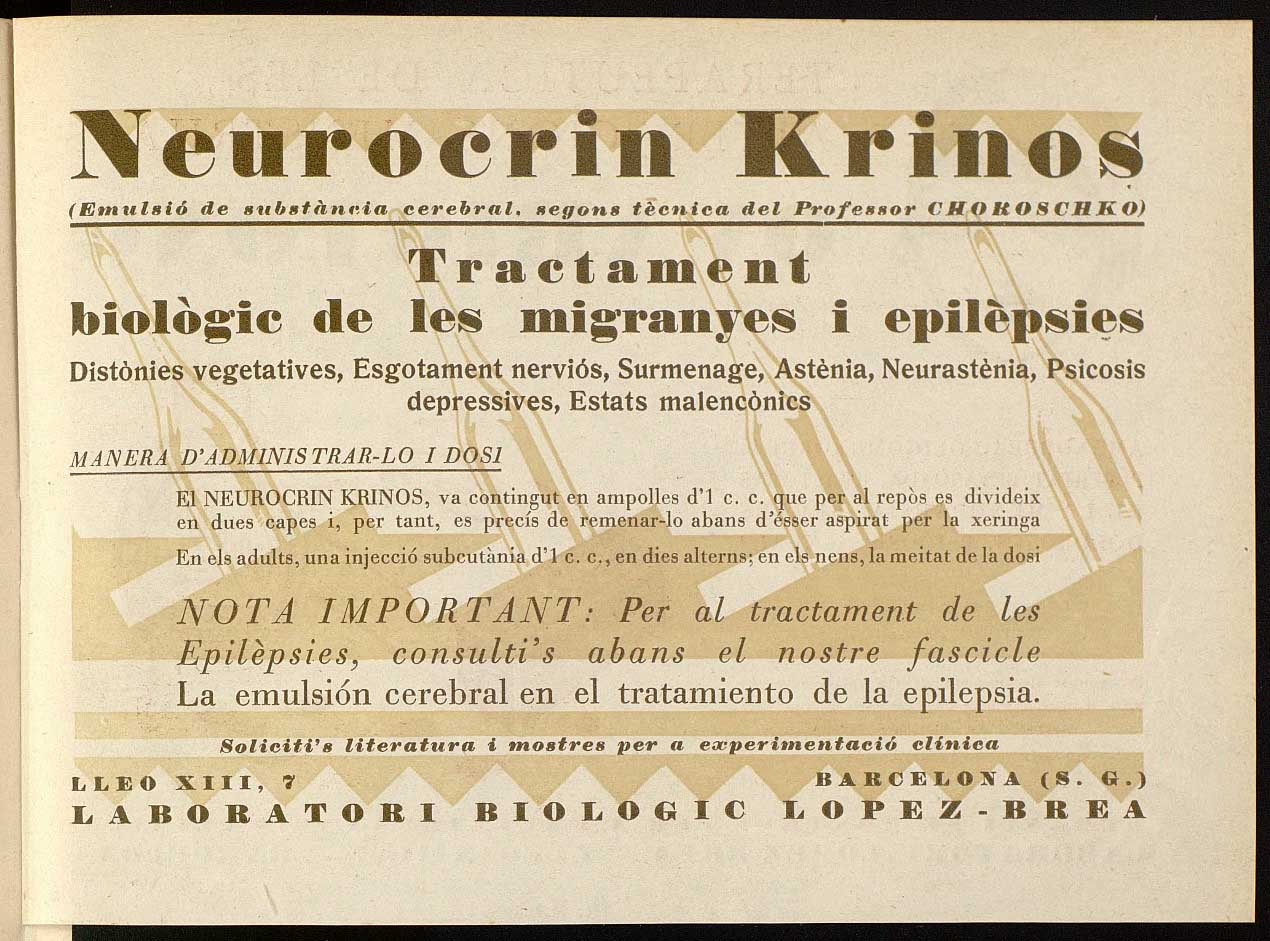 Neurocrin Krinos
(Emulsió de substància cerebral, segons tècnica del Professor CHOROSCHKO)
Tractament
biològic de les migranyes i epilèpsies
Distònies vegetatives, Esgotament nerviós, Surmenage, Astènia, Neurastènia, Psicosis
depressives, Estats malencònics
MANERA D'ADMINISTRAR-LO I DOSI
El NEUROCRIN KRINOS, va contingut en ampolles d'1 c. c. que per al repòs es divideix
en dues capes i, per tant, es precís de remenar-lo abans d'ésser aspirat per la xeringa
En els adults, una injecció subcutània d'1 c. c., en dies alterns; en els nens, la meitat de la dosi
NOTA IMPORTANT: Per al tractament de les
Epilèpsies, consulti's abans el nostre fascicle
La emulsión cerebral en el tratamiento de la epilepsia.
Soliciti's literatura i mostres per a experimentació clínica
LLEO XIII, 7 BARCELONA (S. G.)
LABORATORI BIOLOGIC LOPEZ-BREA